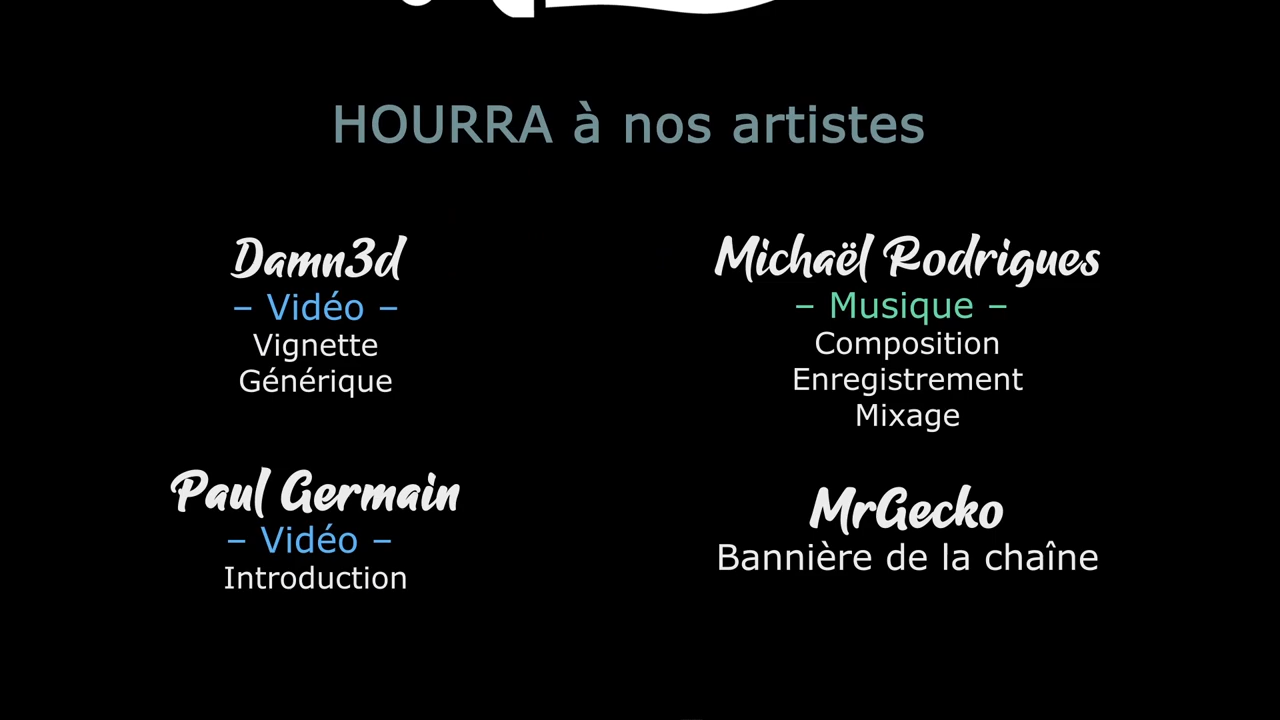 HOURRA à nos artistes
Damn3d
– Vidéo –
Vignette
Générique
Paul Germain
– Vidéo –
Introduction
Michaël Rodrigues
– Musique –
Composition
Enregistrement
Mixage
MrGecko
Bannière de la chaîne